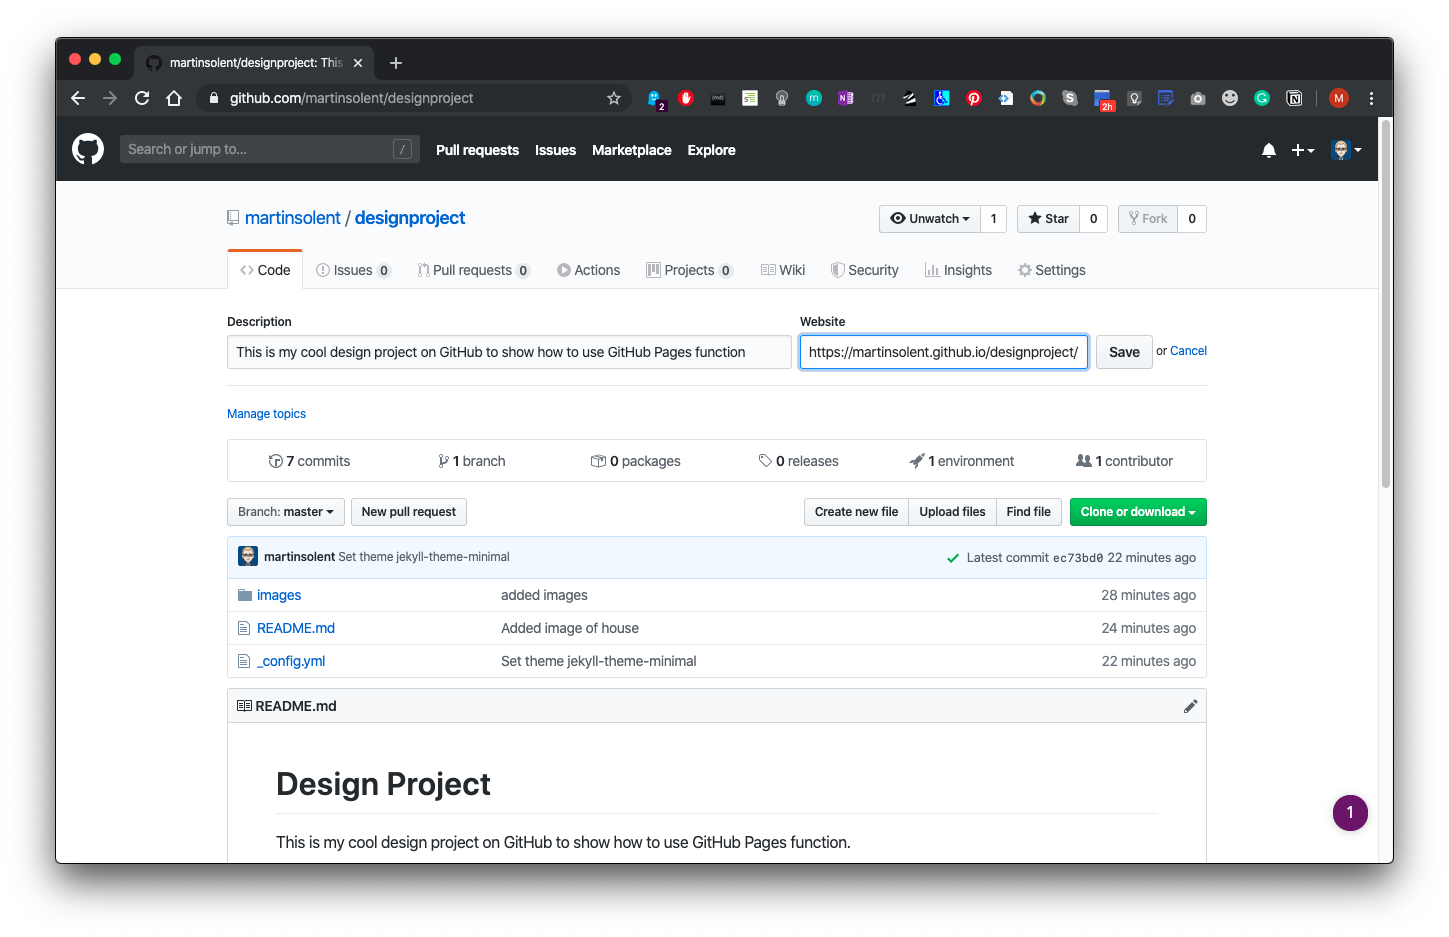 martinsolent/designproject: This
github.com/martinsolent/designproject
2
2h
M
Search or jump to...
/
Pull requests Issues Marketplace Explore
martinsolent / designproject
Unwatch 1 Star 0 Fork 0
Code Issues 0 Pull requests 0 Actions Projects 0 Wiki Security Insights Settings
Description Website
This is my cool design project on GitHub to show how to use GitHub Pages function https://martinsolent.github.io/designproject/ Save or Cancel
Manage topics
7 commits 1 branch 0 packages 0 releases 1 environment 1 contributor
Branch: master New pull request Create new file Upload files Find file Clone or download
martinsolent Set theme jekyll-theme-minimal Latest commit ec73bd0 22 minutes ago
images added images 28 minutes ago
README.md Added image of house 24 minutes ago
_config.yml Set theme jekyll-theme-minimal 22 minutes ago
README.md
Design Project
This is my cool design project on GitHub to show how to use GitHub Pages function.
1